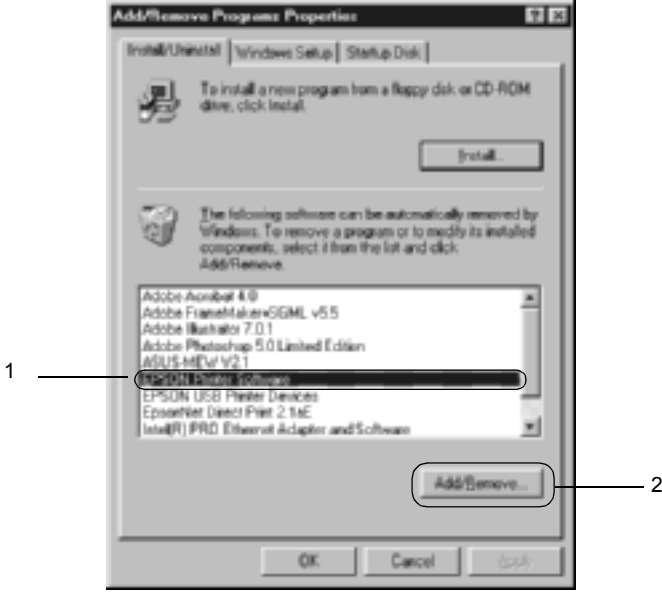 Add/Remove Programs Properties
Install/Uninstall Windows Setup Startup Disk
To install a new program from a floppy disk or CD-ROM
drive, click Install.
Install...
The following software can be automatically removed by
Windows. To remove a program or to modify its installed
components, select it from the list and click
Add/Remove.
Adobe Acrobat 4.0
Adobe FrameMaker+SGML v5.5
Adobe Illustrator 7.0.1
Adobe Photoshop 5.0 Limited Edition
ASUS-MEW V2.1
1
EPSON Printer Software
EPSON USB Printer Devices
EpsonNet Direct Print 2.1aE
Intel(R) PRO Ethernet Adapter and Software
Add/Remove...
2
OK
Cancel
Apply